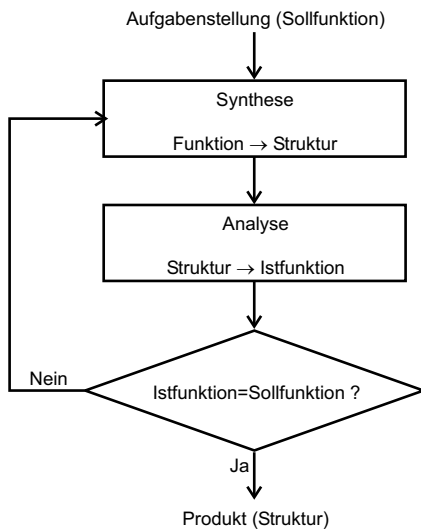 Aufgabenstellung (Sollfunktion)
Synthese
Funktion → Struktur
Analyse
Struktur → Istfunktion
Nein
Istfunktion=Sollfunktion ?
Ja
Produkt (Struktur)